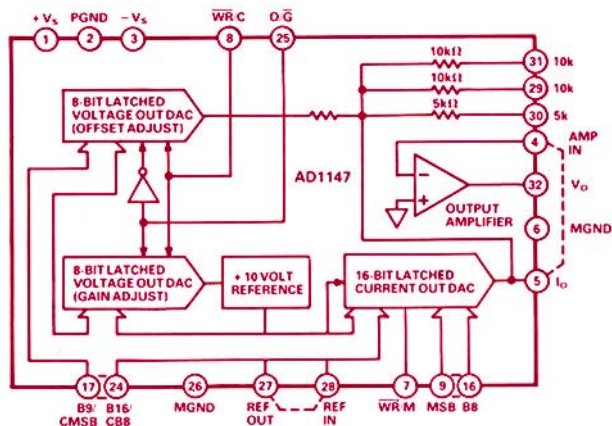 +VS PGND -VS W̅R̅/C O/G̅
1 2 3 8 25
10kΩ 31 10k
10kΩ 29 10k
5kΩ 30 5k
8-BIT LATCHED
VOLTAGE OUT DAC
(OFFSET ADJUST)
4 AMP
IN
AD1147
- +
OUTPUT
AMPLIFIER
32 VO
6 MGND
8-BIT LATCHED
VOLTAGE OUT DAC
(GAIN ADJUST)
+10 VOLT
REFERENCE
16-BIT LATCHED
CURRENT OUT DAC
5 IO
17 24 26 27 28 7 9 16
B9/
CMSB
B16/
CB8
MGND
REF
OUT
REF
IN
W̅R̅/M
MSB
B8